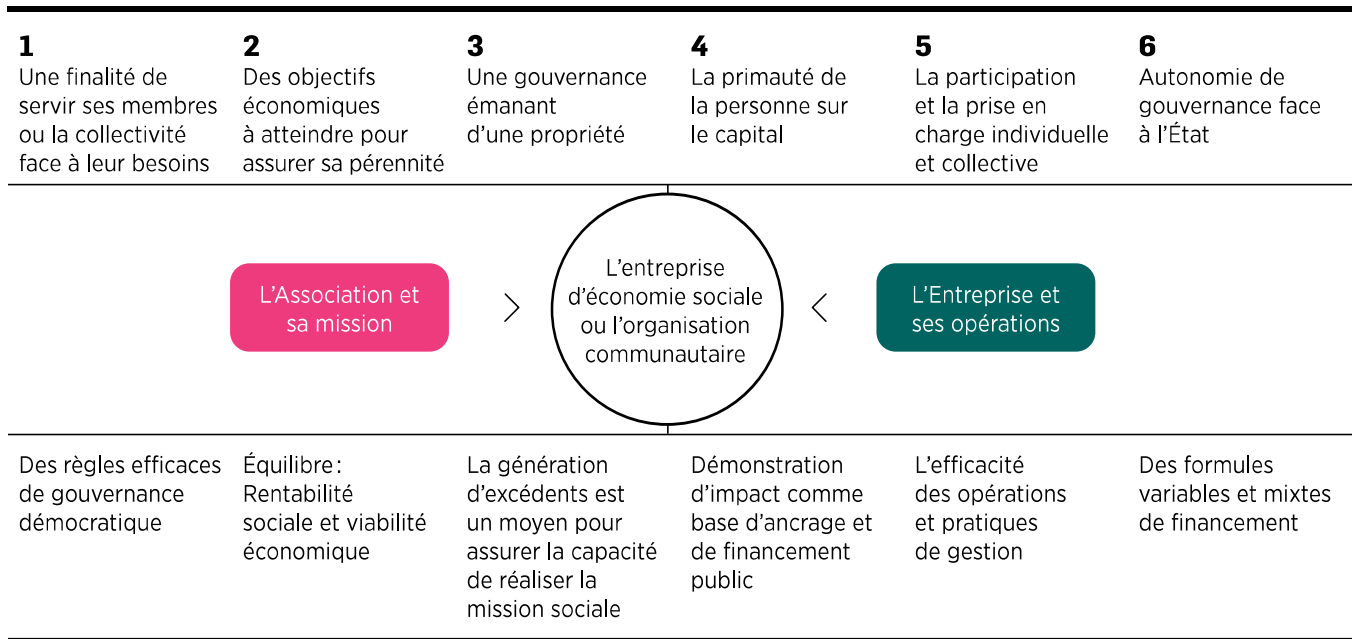 1
Une finalité de
servir ses membres
ou la collectivité
face à leur besoins
2
Des objectifs
économiques
à atteindre pour
assurer sa pérennité
3
Une gouvernance
émanant
d’une propriété
4
La primauté de
la personne sur
le capital
5
La participation
et la prise en
charge individuelle
et collective
6
Autonomie de
gouvernance face
à l’État
L’Association et
sa mission
>
L’entreprise
d’économie sociale
ou l’organisation
communautaire
<
L’Entreprise et
ses opérations
Des règles efficaces
de gouvernance
démocratique
Équilibre :
Rentabilité
sociale et viabilité
économique
La génération
d’excédents est
un moyen pour
assurer la capacité
de réaliser la
mission sociale
Démonstration
d’impact comme
base d’ancrage et
de financement
public
L’efficacité
des opérations
et pratiques
de gestion
Des formules
variables et mixtes
de financement